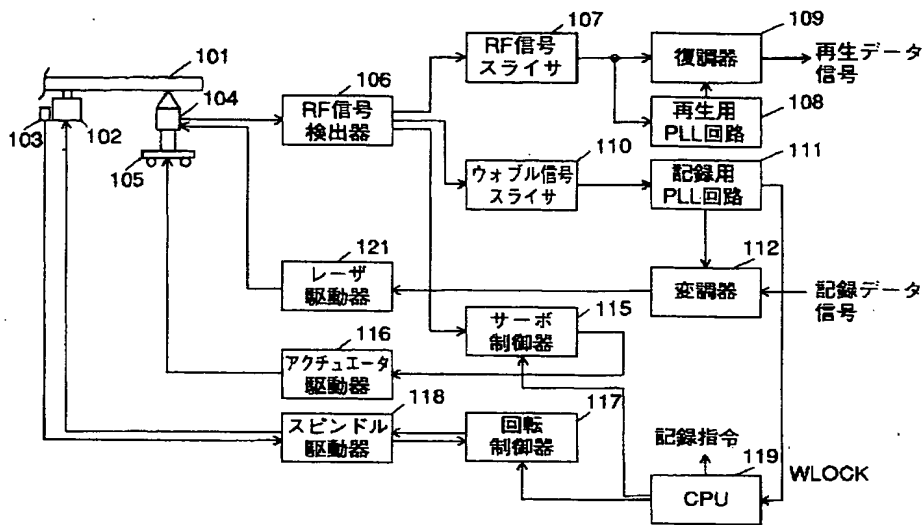 107
RF信号
スライサ
109
復調器
再生データ
信号
101
104
106
RF信号
検出器
103
102
105
108
再生用
PLL回路
110
ウォブル信号
スライサ
111
記録用
PLL回路
121
レーザ
駆動器
112
変調器
記録データ
信号
115
サーボ
制御器
116
アクチュエータ
駆動器
118
スピンドル
駆動器
117
回転
制御器
記録指令
119
CPU
WLOCK